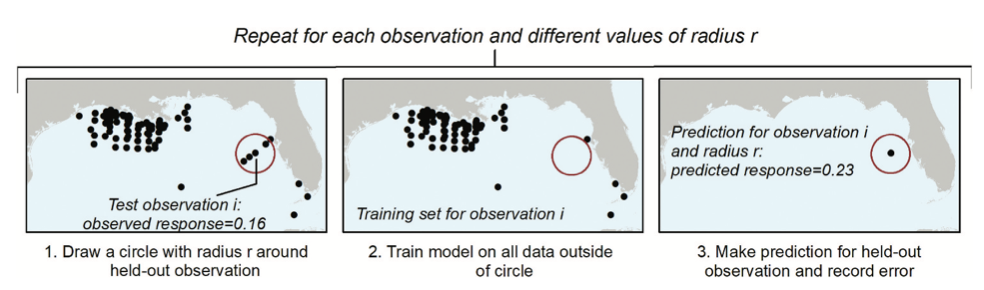 Repeat for each observation and different values of radius r
Test observation i:
observed response=0.16
Training set for observation i
Prediction for observation i
and radius r:
predicted response=0.23
1. Draw a circle with radius r around
held-out observation
2. Train model on all data outside
of circle
3. Make prediction for held-out
observation and record error